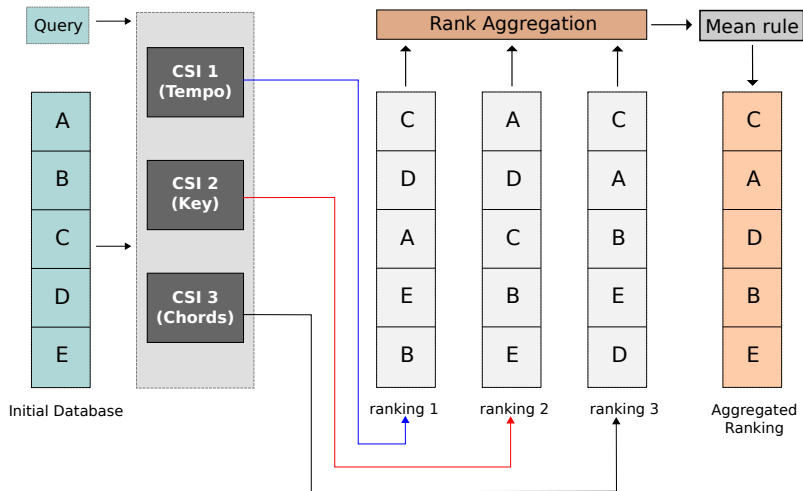 Query
Rank Aggregation
Mean rule
CSI 1
(Tempo)
CSI 2
(Key)
CSI 3
(Chords)
A
B
C
D
E
Initial Database
C
D
A
E
B
ranking 1
A
D
C
B
E
ranking 2
C
A
B
E
D
ranking 3
C
A
D
B
E
Aggregated
Ranking